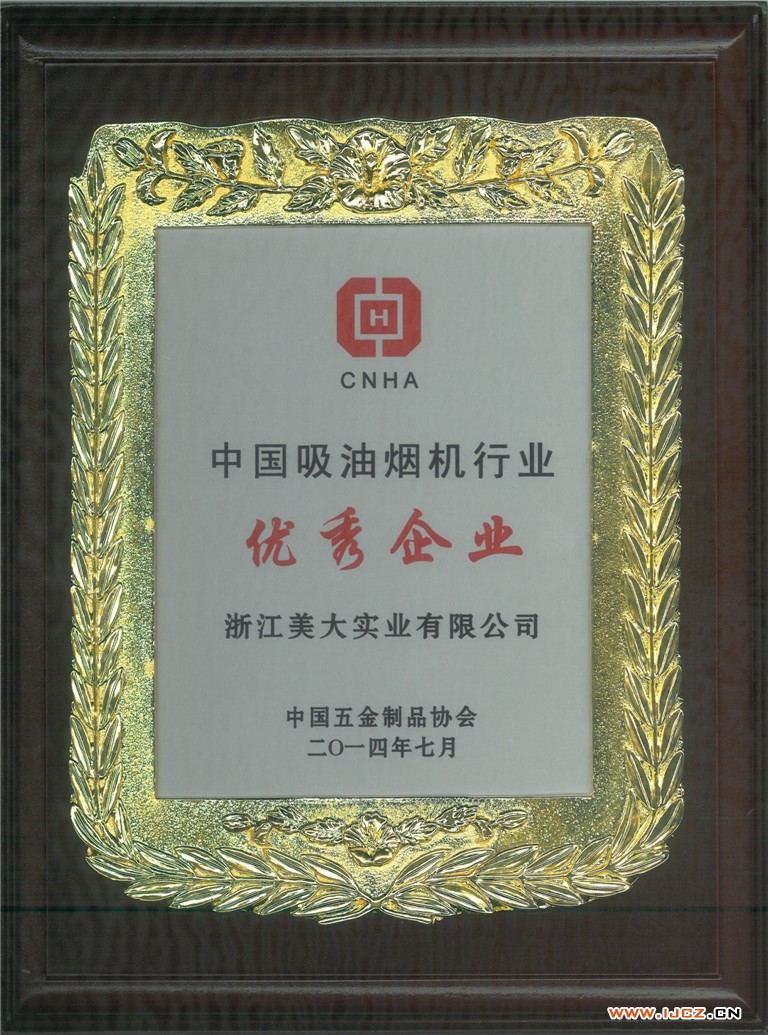 H
CNHA
中国吸油烟机行业
优秀企业
浙江美大实业有限公司
中国五金制品协会
二〇一四年七月
WWW.IJCZ.CN